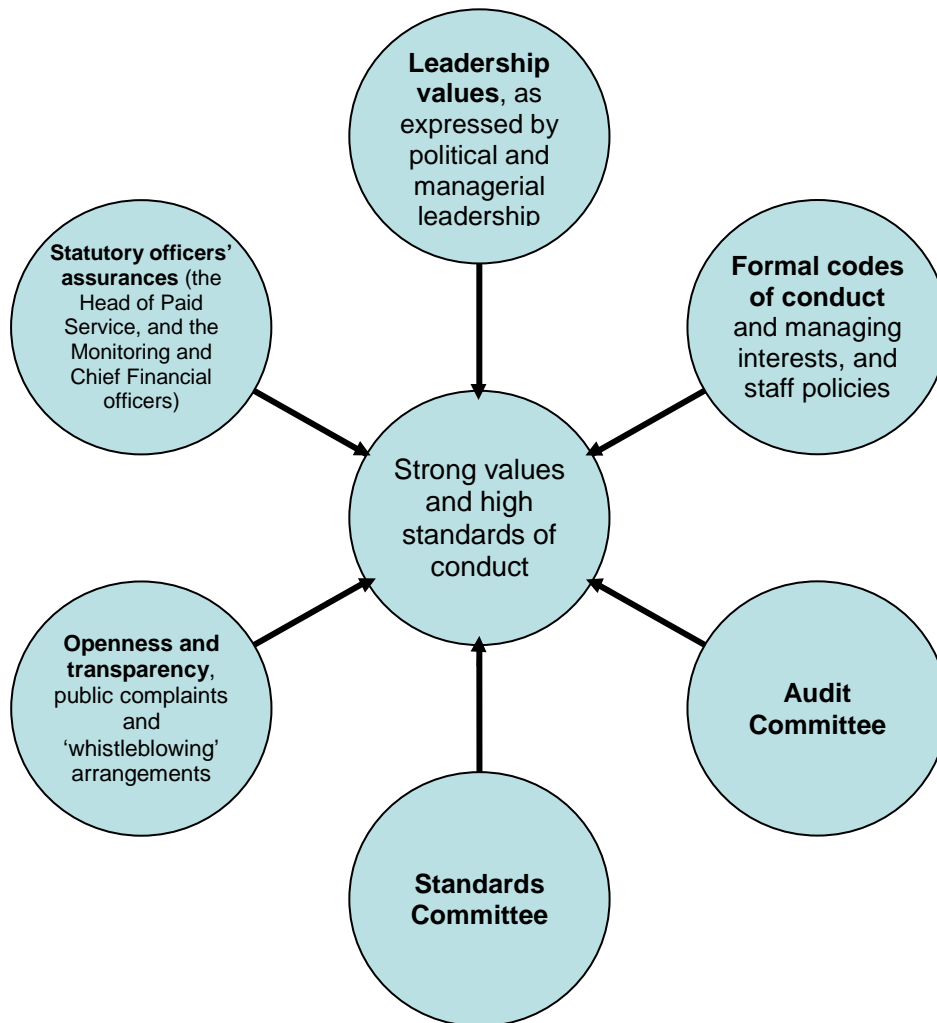 Leadership
values, as
expressed by
political and
managerial
leadership
Statutory officers’
assurances (the
Head of Paid
Service, and the
Monitoring and
Chief Financial
officers)
Formal codes
of conduct
and managing
interests, and
staff policies
Strong values
and high
standards of
conduct
Openness and
transparency,
public complaints
and
‘whistleblowing’
arrangements
Audit
Committee
Standards
Committee